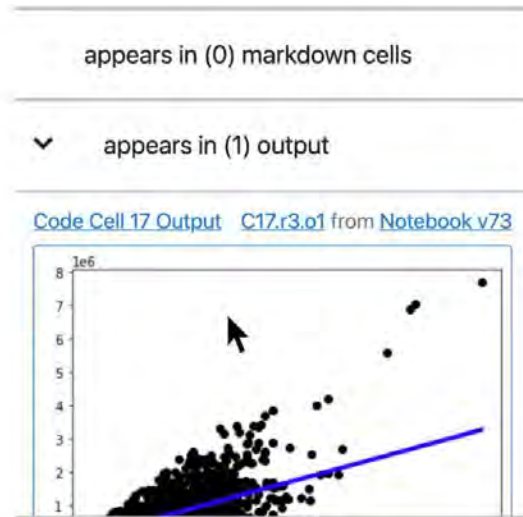 appears in (0) markdown cells
appears in (1) output
Code Cell 17 Output C17.r3.o1 from Notebook v73
1e6
8
7
6
5
4
3
2
1